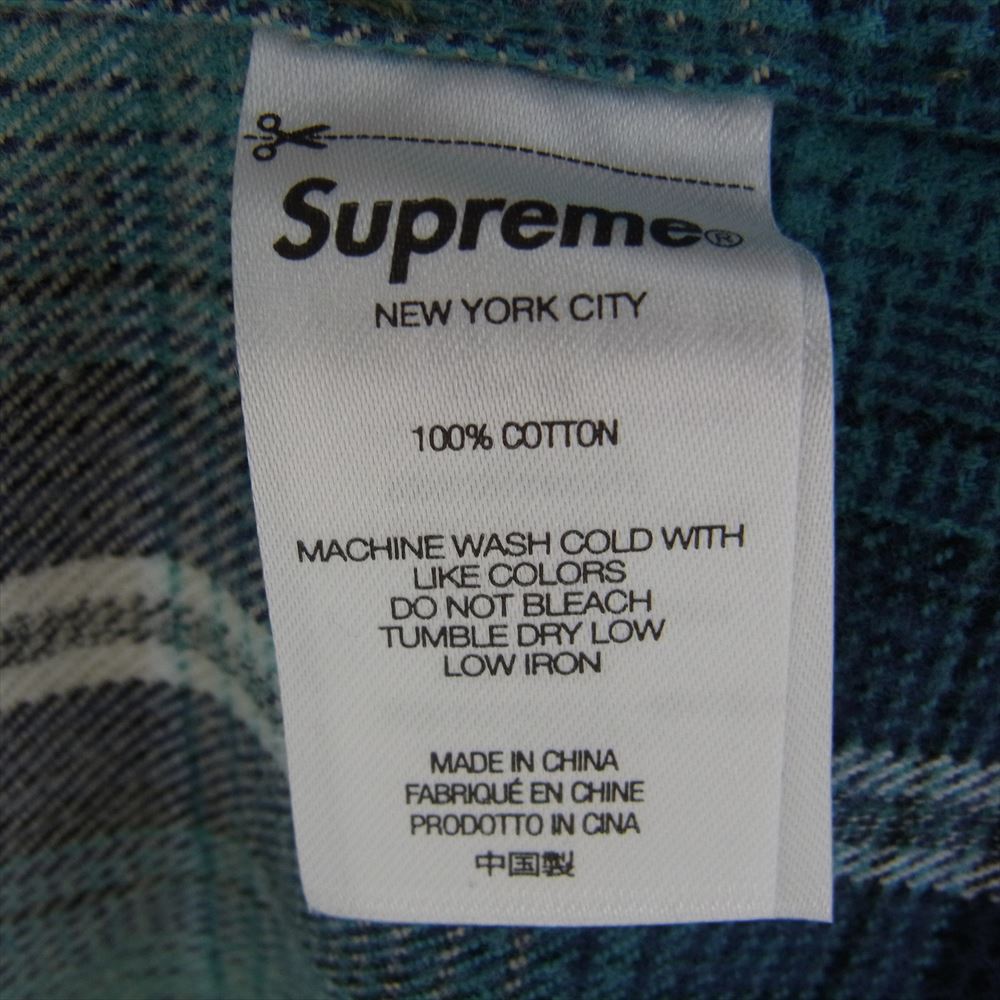 Supreme®
NEW YORK CITY
100% COTTON
MACHINE WASH COLD WITH
LIKE COLORS
DO NOT BLEACH
TUMBLE DRY LOW
LOW IRON
MADE IN CHINA
FABRIQUÉ EN CHINE
PRODOTTO IN CINA
中国製